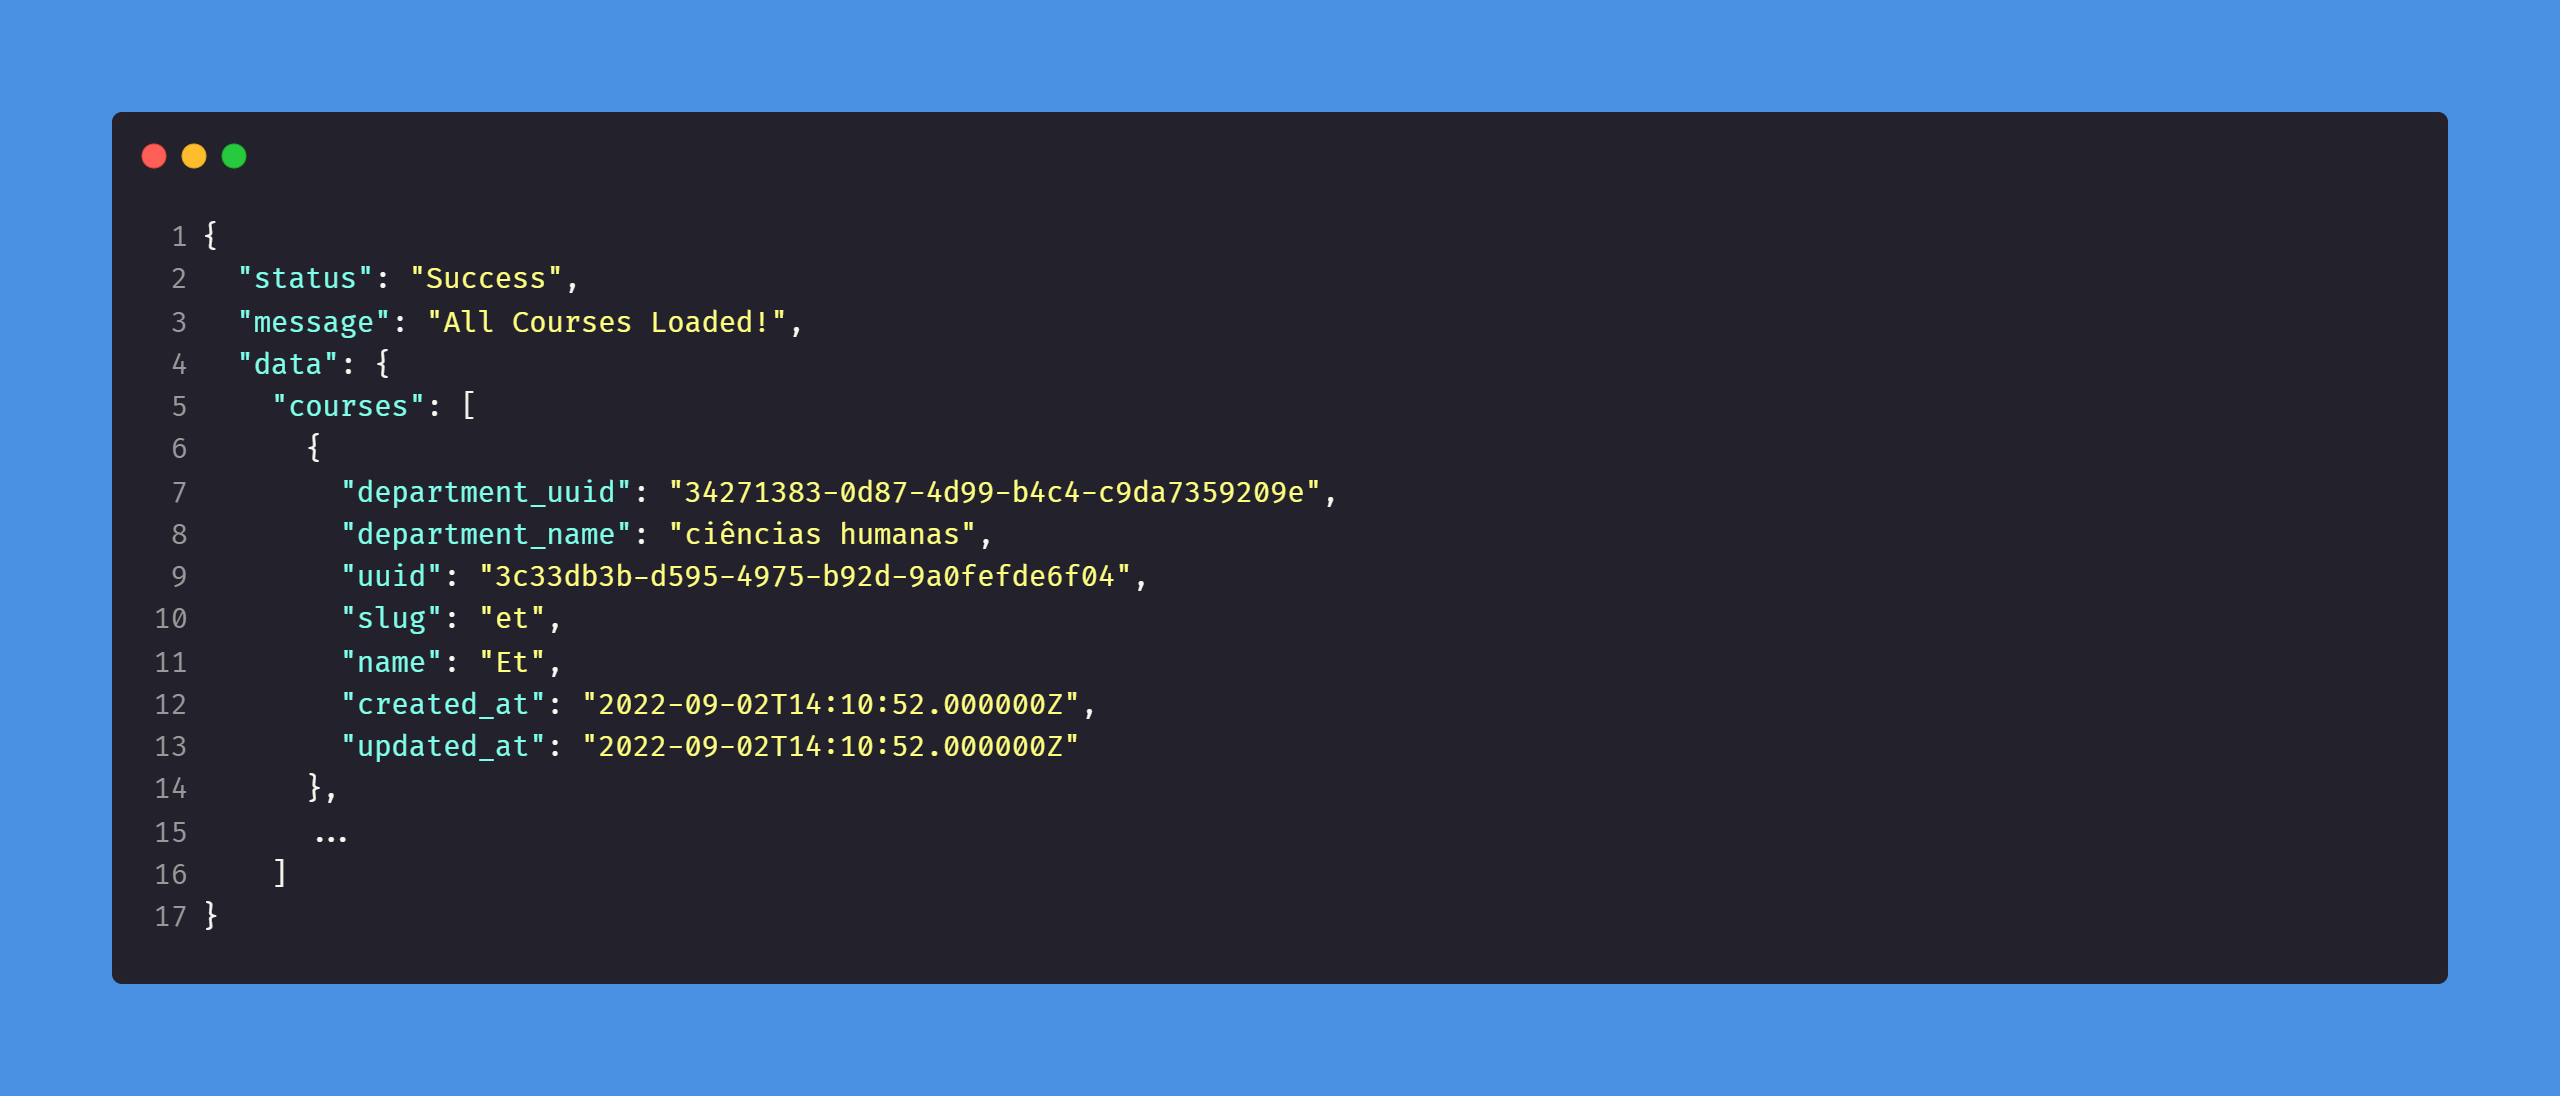 1 {
2   "status": "Success",
3   "message": "All Courses Loaded!",
4   "data": {
5     "courses": [
6       {
7         "department_uuid": "34271383-0d87-4d99-b4c4-c9da7359209e",
8         "department_name": "ciências humanas",
9         "uuid": "3c33db3b-d595-4975-b92d-9a0fefde6f04",
10         "slug": "et",
11         "name": "Et",
12         "created_at": "2022-09-02T14:10:52.000000Z",
13         "updated_at": "2022-09-02T14:10:52.000000Z"
14       },
15       ...
16     ]
17 }